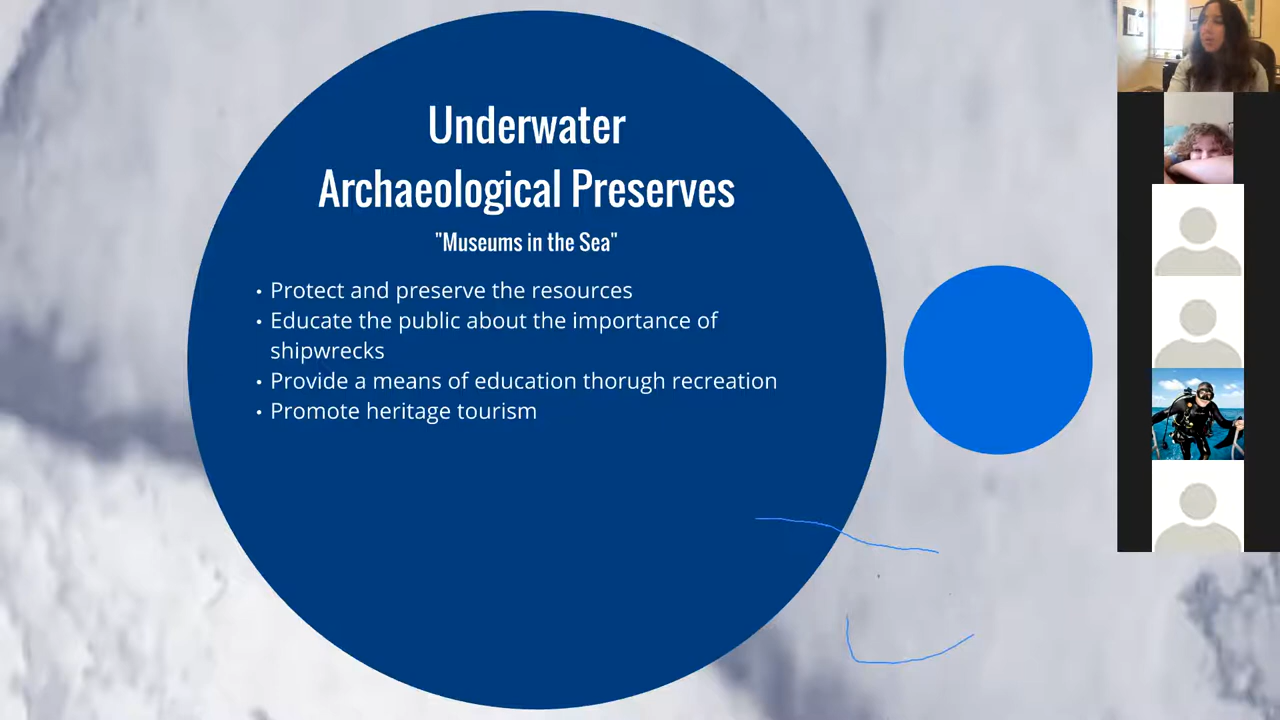 Underwater
Archaeological Preserves
"Museums in the Sea"
• Protect and preserve the resources
• Educate the public about the importance of
shipwrecks
• Provide a means of education thorugh recreation
• Promote heritage tourism